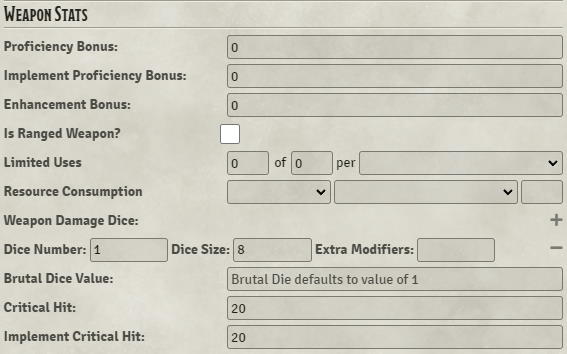 Weapon Stats
Proficiency Bonus: 0
Implement Proficiency Bonus: 0
Enhancement Bonus: 0
Is Ranged Weapon?
Limited Uses 0 of 0 per
Resource Consumption
Weapon Damage Dice: +
Dice Number: 1 Dice Size: 8 Extra Modifiers: −
Brutal Dice Value: Brutal Die defaults to value of 1
Critical Hit: 20
Implement Critical Hit: 20